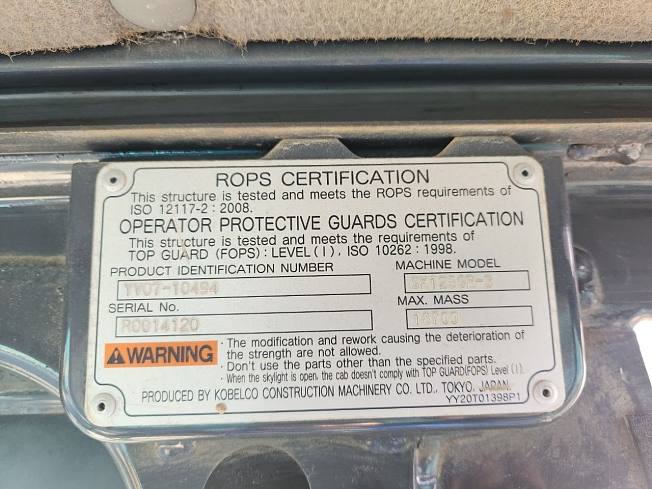 ROPS CERTIFICATION
This structure is tested and meets the ROPS requirements of
ISO 12117-2 : 2008.
OPERATOR PROTECTIVE GUARDS CERTIFICATION
This structure is tested and meets the requirements of
TOP GUARD (FOPS) : LEVEL(I), ISO 10262 : 1998.
PRODUCT IDENTIFICATION NUMBER
MACHINE MODEL
YW07-10494
SERIAL No.
MAX. MASS
R0014120
WARNING
· The modification and rework causing the deterioration of
the strength are not allowed.
· Don't use the parts other than the specified parts.
· When the skylight is open, the cab doesn't comply with TOP GUARD(FOPS) Level (I).
PRODUCED BY KOBELCO CONSTRUCTION MACHINERY CO. LTD., TOKYO, JAPAN
YY20T01398P1